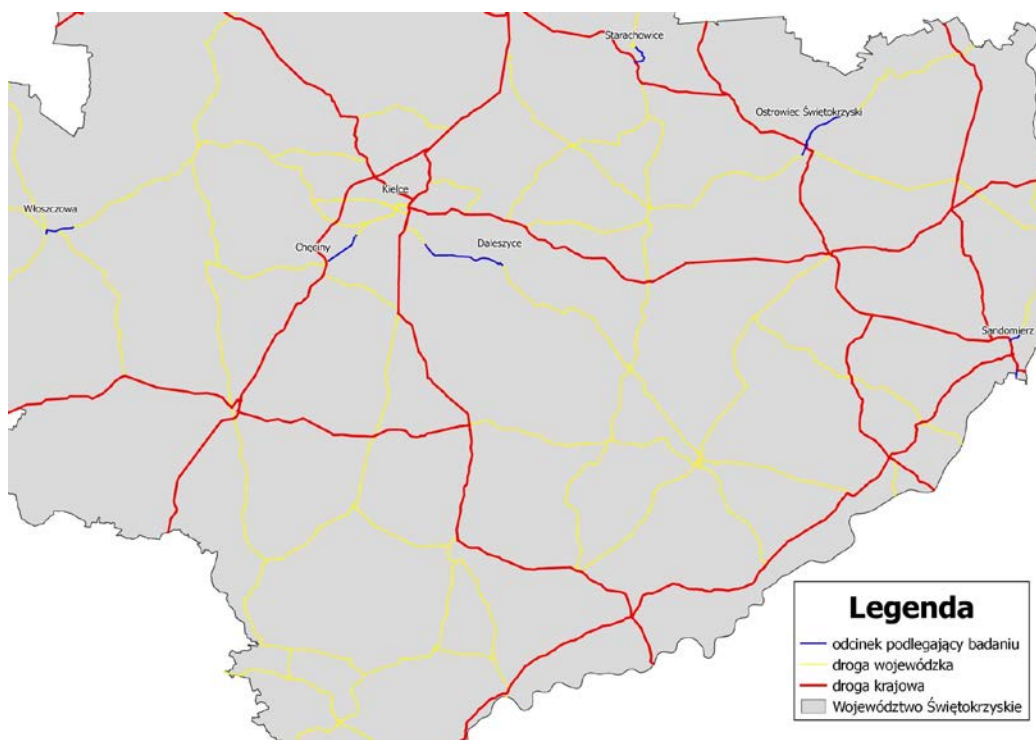 Starachowice
Ostrowiec Świętokrzyski
Kielce
Włoszczowa
Chęciny
Daleszyce
Sandomierz
Legenda
odcinek podlegający badaniu
droga wojewódzka
droga krajowa
Województwo Świętokrzyskie